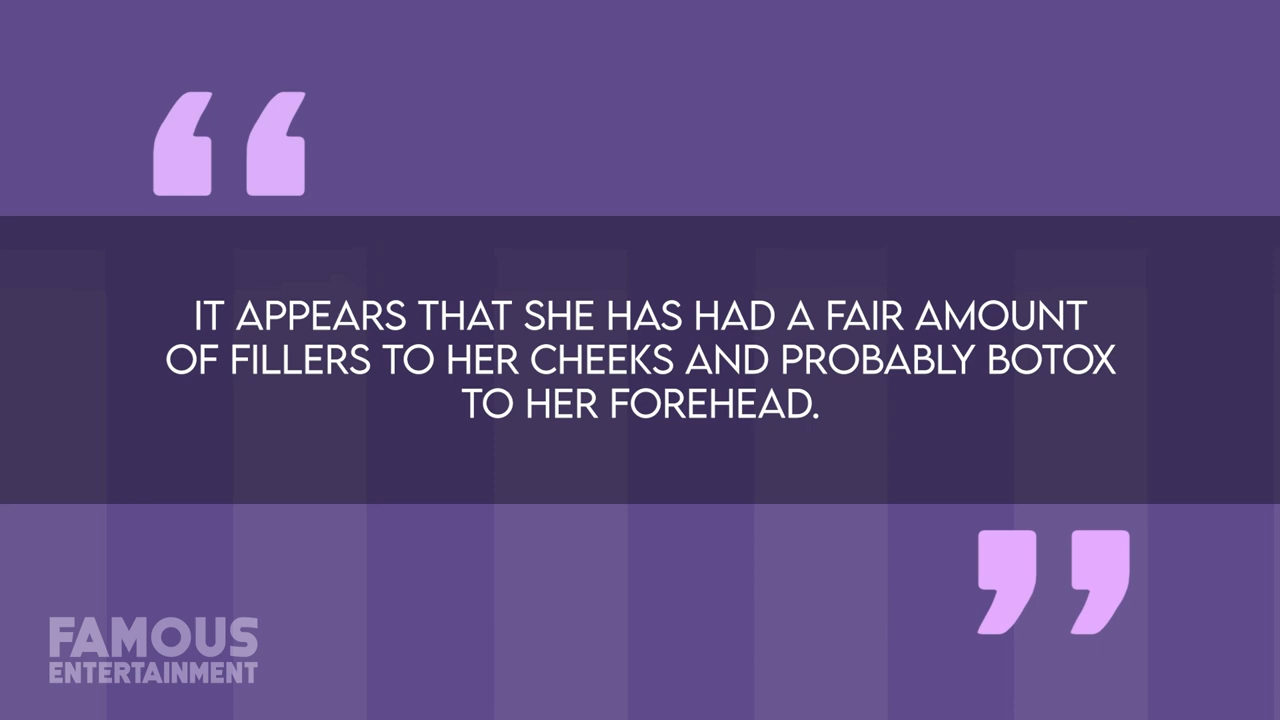 IT APPEARS THAT SHE HAS HAD A FAIR AMOUNT
OF FILLERS TO HER CHEEKS AND PROBABLY BOTOX
TO HER FOREHEAD.
FAMOUS
ENTERTAINMENT